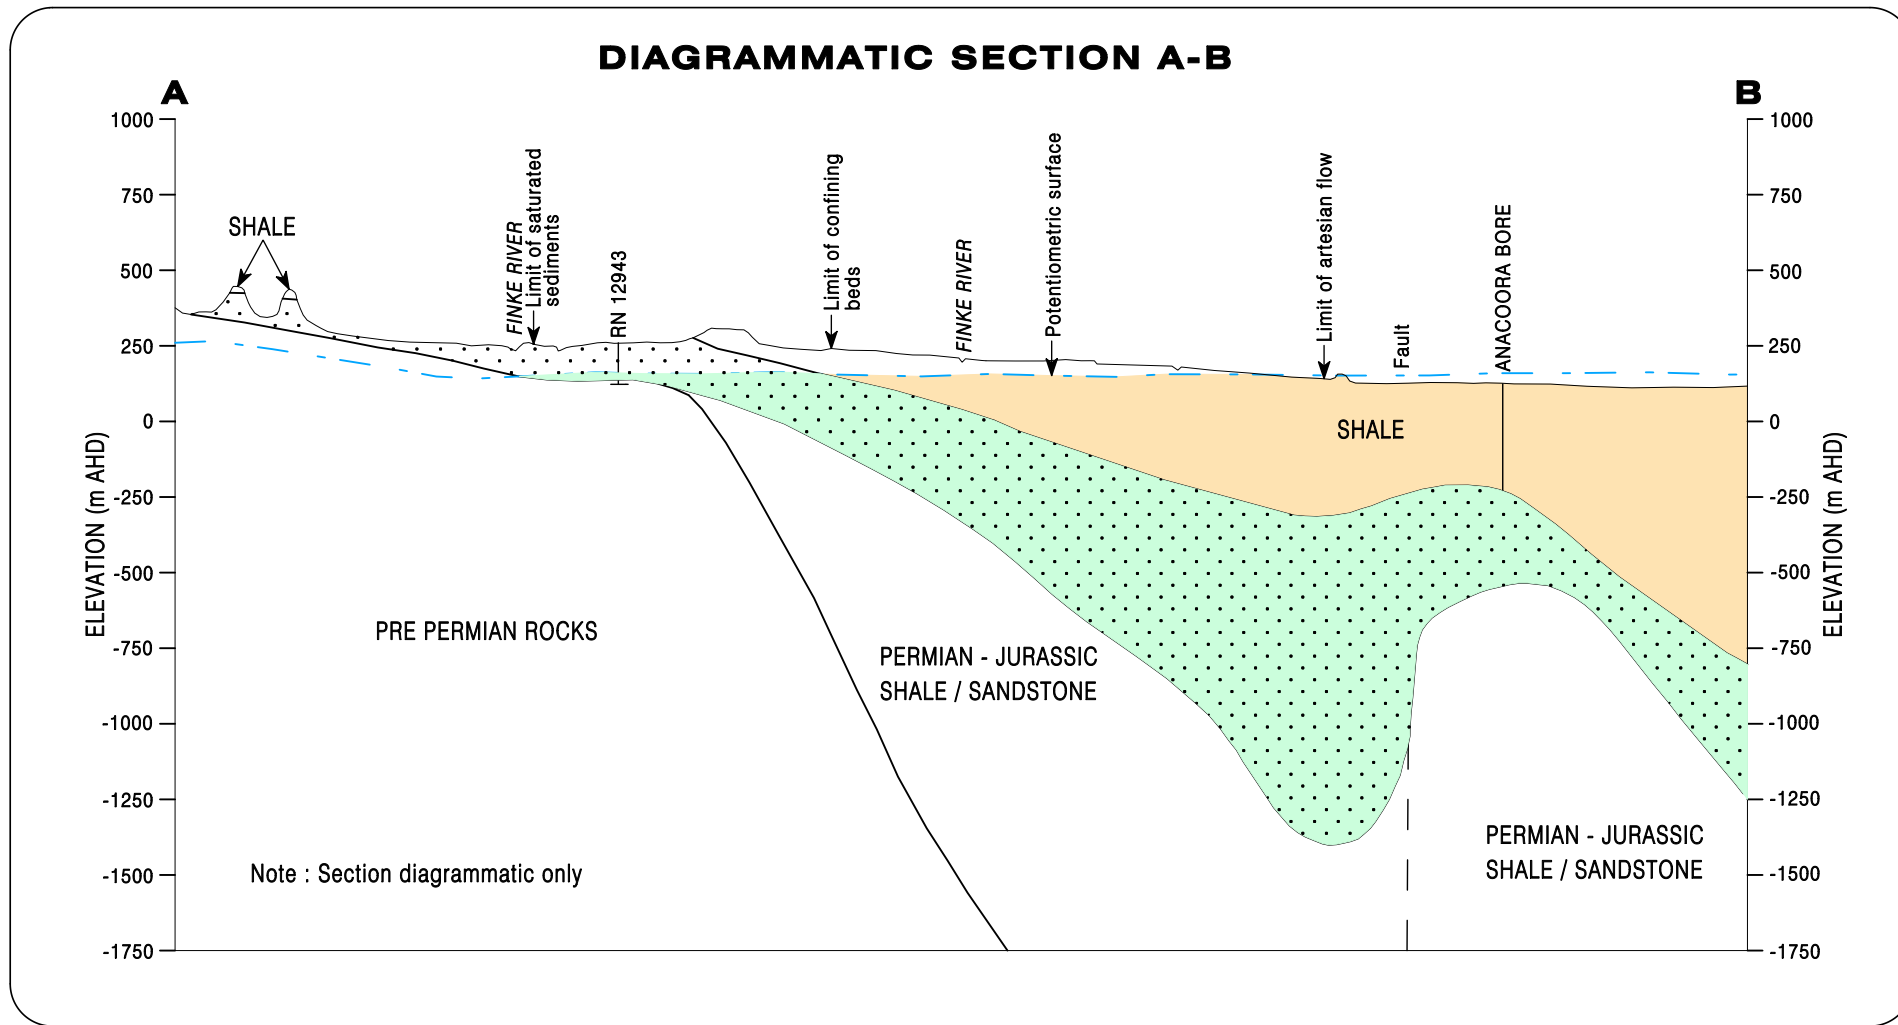 DIAGRAMMATIC SECTION A-B
A
B
1000
750
500
250
0
-250
-500
-750
-1000
-1250
-1500
-1750
ELEVATION (m AHD)
SHALE
FINKE RIVER
Limit of saturated
sediments
RN 12943
Limit of confining
beds
FINKE RIVER
Potentiometric surface
Limit of artesian flow
Fault
ANACOORA BORE
SHALE
PRE PERMIAN ROCKS
PERMIAN - JURASSIC
SHALE / SANDSTONE
PERMIAN - JURASSIC
SHALE / SANDSTONE
Note : Section diagrammatic only
1000
750
500
250
0
-250
-500
-750
-1000
-1250
-1500
-1750
ELEVATION (m AHD)